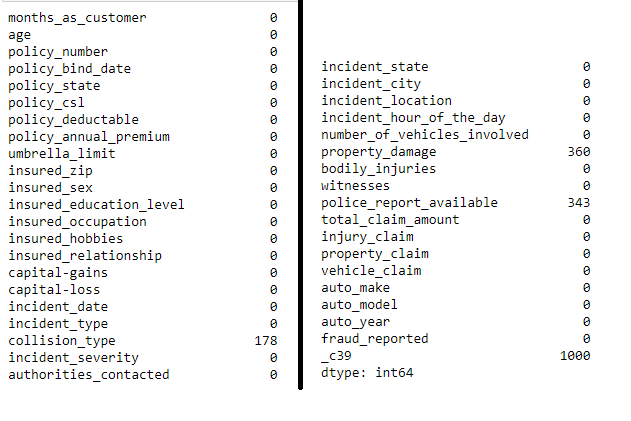 months_as_customer 0
age 0
policy_number 0
policy_bind_date 0
policy_state 0
policy_csl 0
policy_deductable 0
policy_annual_premium 0
umbrella_limit 0
insured_zip 0
insured_sex 0
insured_education_level 0
insured_occupation 0
insured_hobbies 0
insured_relationship 0
capital-gains 0
capital-loss 0
incident_date 0
incident_type 0
collision_type 178
incident_severity 0
authorities_contacted 0
incident_state 0
incident_city 0
incident_location 0
incident_hour_of_the_day 0
number_of_vehicles_involved 0
property_damage 360
bodily_injuries 0
witnesses 0
police_report_available 343
total_claim_amount 0
injury_claim 0
property_claim 0
vehicle_claim 0
auto_make 0
auto_model 0
auto_year 0
fraud_reported 0
_c39 1000
dtype: int64